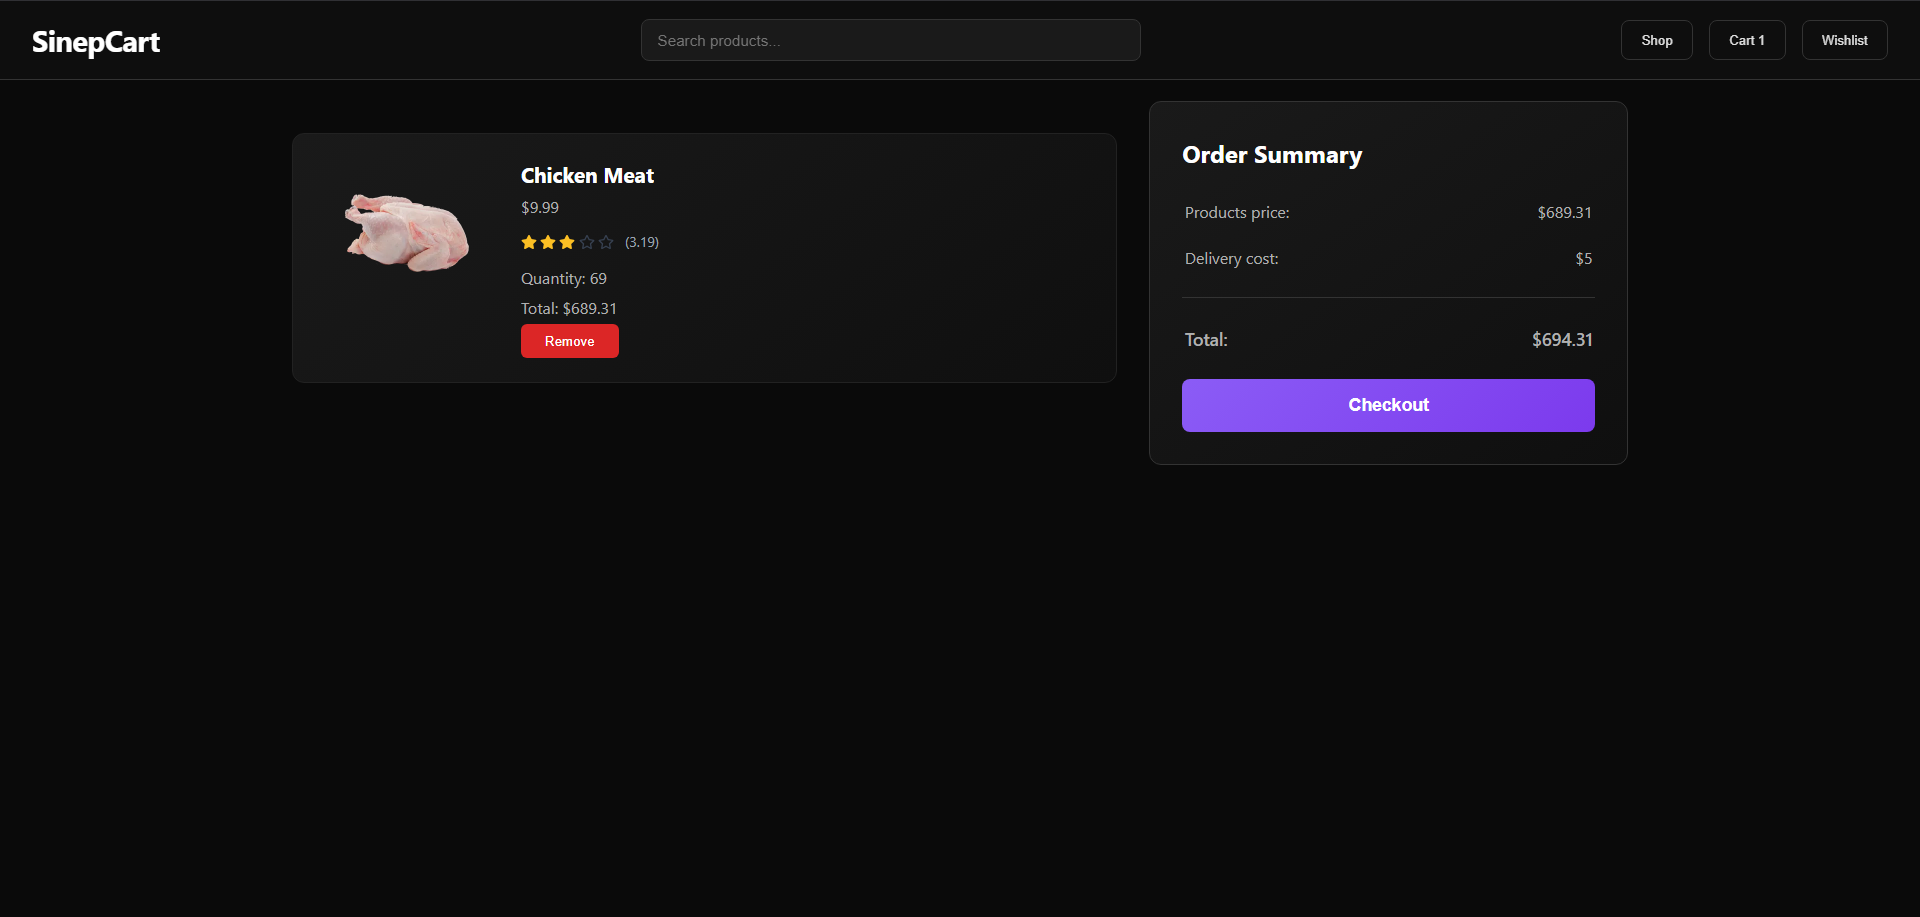 SinepCart
Search products...
Shop
Cart 1
Wishlist
Chicken Meat
$9.99
(3.19)
Quantity: 69
Total: $689.31
Remove
Order Summary
Products price: $689.31
Delivery cost: $5
Total: $694.31
Checkout